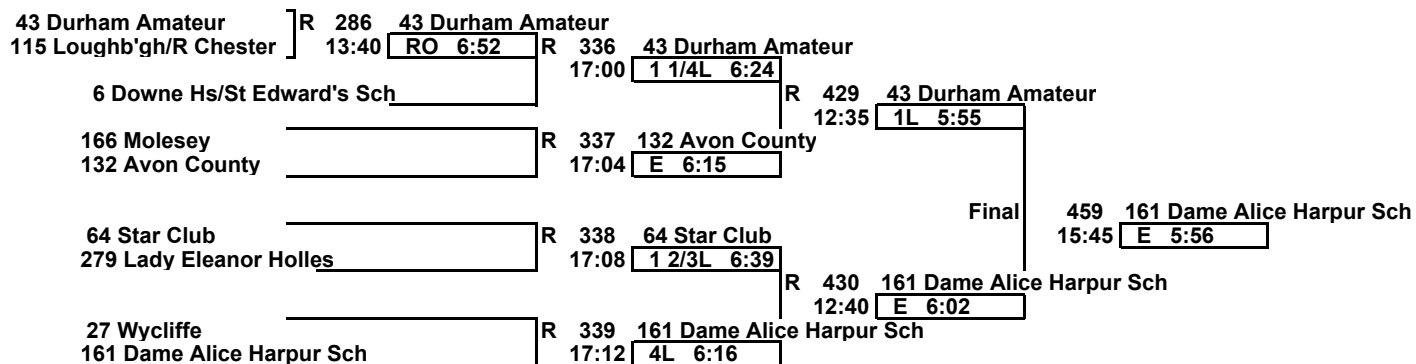 43 Durham Amateur R 286 43 Durham Amateur
115 Loughb'gh/R Chester 13:40 RO 6:52 R 336 43 Durham Amateur
17:00 1 1/4L 6:24
6 Downe Hs/St Edward's Sch R 429 43 Durham Amateur
12:35 1L 5:55
166 Molesey R 337 132 Avon County
132 Avon County 17:04 E 6:15
Final 459 161 Dame Alice Harpur Sch
64 Star Club R 338 64 Star Club 15:45 E 5:56
279 Lady Eleanor Holles 17:08 1 2/3L 6:39
R 430 161 Dame Alice Harpur Sch
12:40 E 6:02
27 Wycliffe R 339 161 Dame Alice Harpur Sch
161 Dame Alice Harpur Sch 17:12 4L 6:16